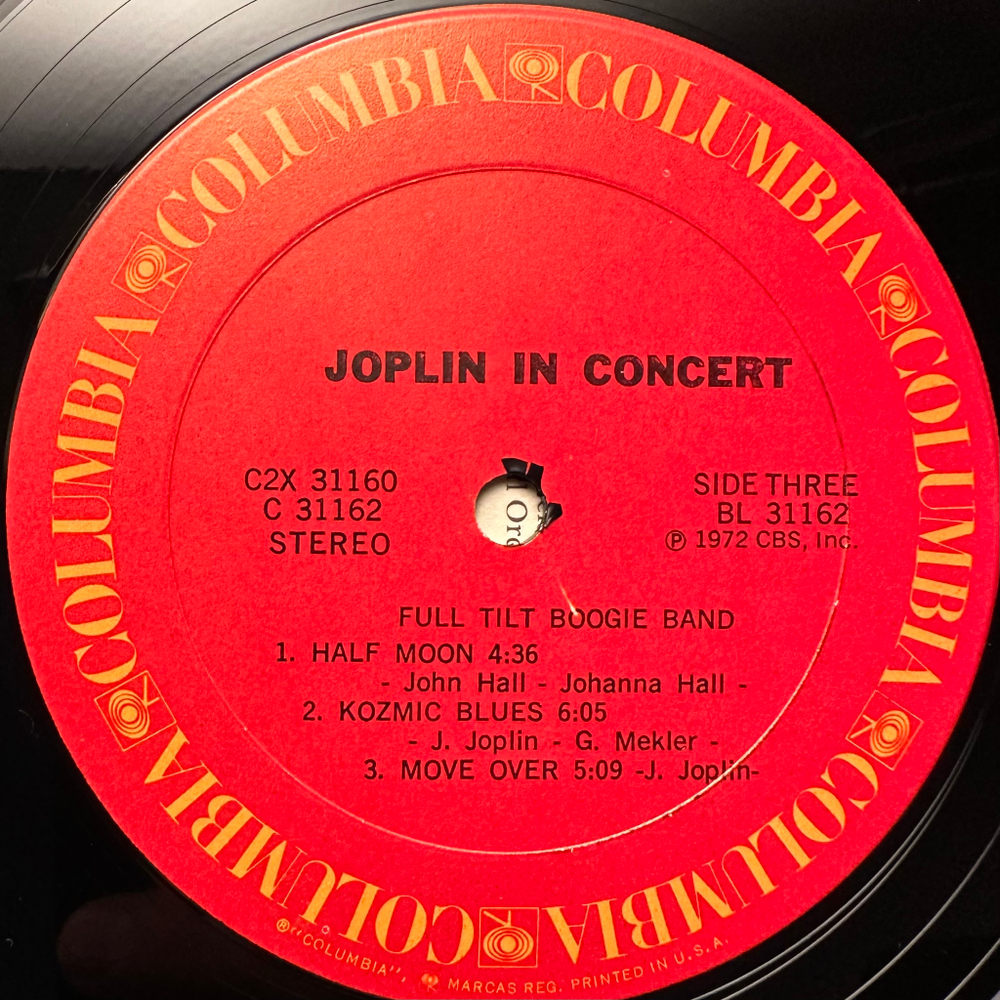 COLUMBIA COLUMBIA COLUMBIA COLUMBIA COLUMBIA COLUMBIA COLUMBIA COLUMBIA
JOPLIN IN CONCERT
C2X 31160
C 31162
STEREO
SIDE THREE
BL 31162
℗ 1972 CBS, Inc.
FULL TILT BOOGIE BAND
1. HALF MOON 4:36
- John Hall - Johanna Hall -
2. KOZMIC BLUES 6:05
- J. Joplin - G. Mekler -
3. MOVE OVER 5:09 -J. Joplin-
®"COLUMBIA", MARCAS REG. PRINTED IN U.S.A.